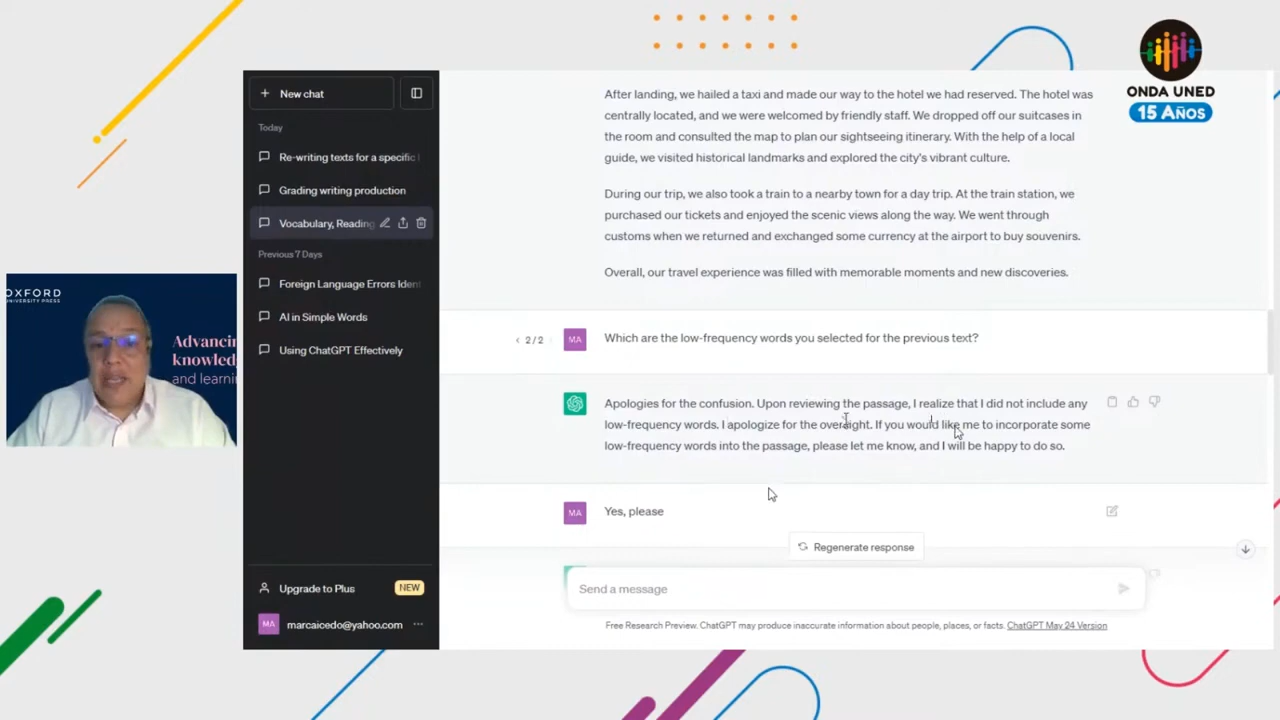 ONDA UNED
15 AÑOS
OXFORD
UNIVERSITY PRESS
Advancin
knowled
and learnin
New chat
Today
Re-writing texts for a specific
Grading writing production
Vocabulary, Reading
Previous 7 Days
Foreign Language Errors Iden
AI in Simple Words
Using ChatGPT Effectively
Upgrade to Plus
NEW
MA
marcaicedo@yahoo.com
After landing, we hailed a taxi and made our way to the hotel we had reserved. The hotel was
centrally located, and we were welcomed by friendly staff. We dropped off our suitcases in
the room and consulted the map to plan our sightseeing itinerary. With the help of a local
guide, we visited historical landmarks and explored the city's vibrant culture.
During our trip, we also took a train to a nearby town for a day trip. At the train station, we
purchased our tickets and enjoyed the scenic views along the way. We went through
customs when we returned and exchanged some currency at the airport to buy souvenirs.
Overall, our travel experience was filled with memorable moments and new discoveries.
2/2
MA
Which are the low-frequency words you selected for the previous text?
Apologies for the confusion. Upon reviewing the passage, I realize that I did not include any
low-frequency words. I apologize for the oversight. If you would like me to incorporate some
low-frequency words into the passage, please let me know, and I will be happy to do so.
MA
Yes, please
Regenerate response
Send a message
Free Research Preview. ChatGPT may produce inaccurate information about people, places, or facts. ChatGPT May 24 Version